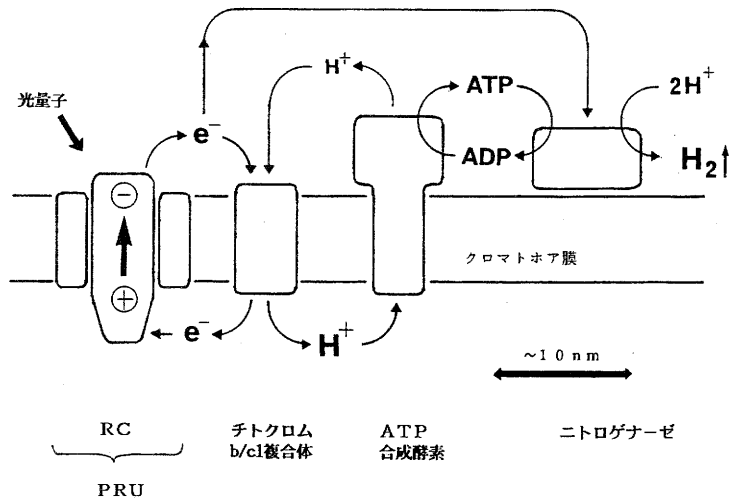 H⁺
ATP
2H⁺
光量子
e⁻
ADP
H₂
−
クロマトホア膜
+
e⁻
H⁺
~10nm
RC
チトクロム
b/c1複合体
ATP
合成酵素
ニトロゲナーゼ
PRU